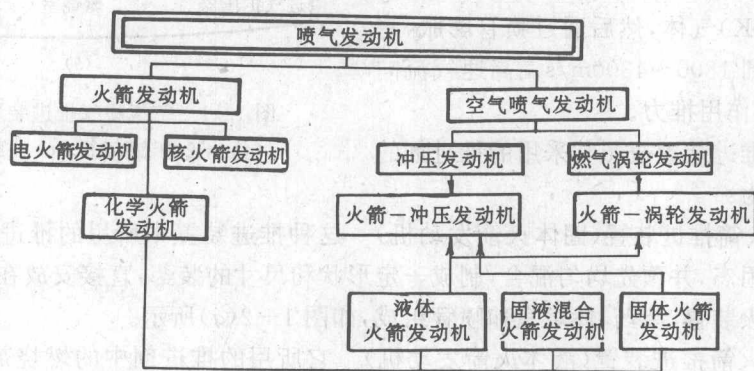 喷气发动机
火箭发动机
空气喷气发动机
电火箭发动机
核火箭发动机
冲压发动机
燃气涡轮发动机
化学火箭
发动机
火箭－冲压发动机
火箭－涡轮发动机
液体
火箭发动机
固液混合
火箭发动机
固体火箭
发动机